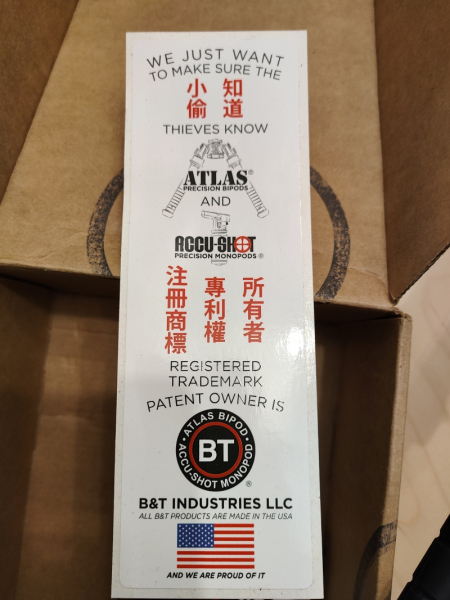 WE JUST WANT
TO MAKE SURE THE
小偷 知道
THIEVES KNOW
ATLAS®
PRECISION BIPODS
AND
ACCU-SHOT
PRECISION MONOPODS ®
注冊商標 專利權 所有者
REGISTERED
TRADEMARK
PATENT OWNER IS
ATLAS BIPOD
BT
ACCU-SHOT MONOPOD
®
B&T INDUSTRIES LLC
ALL B&T PRODUCTS ARE MADE IN THE USA
AND WE ARE PROUD OF IT